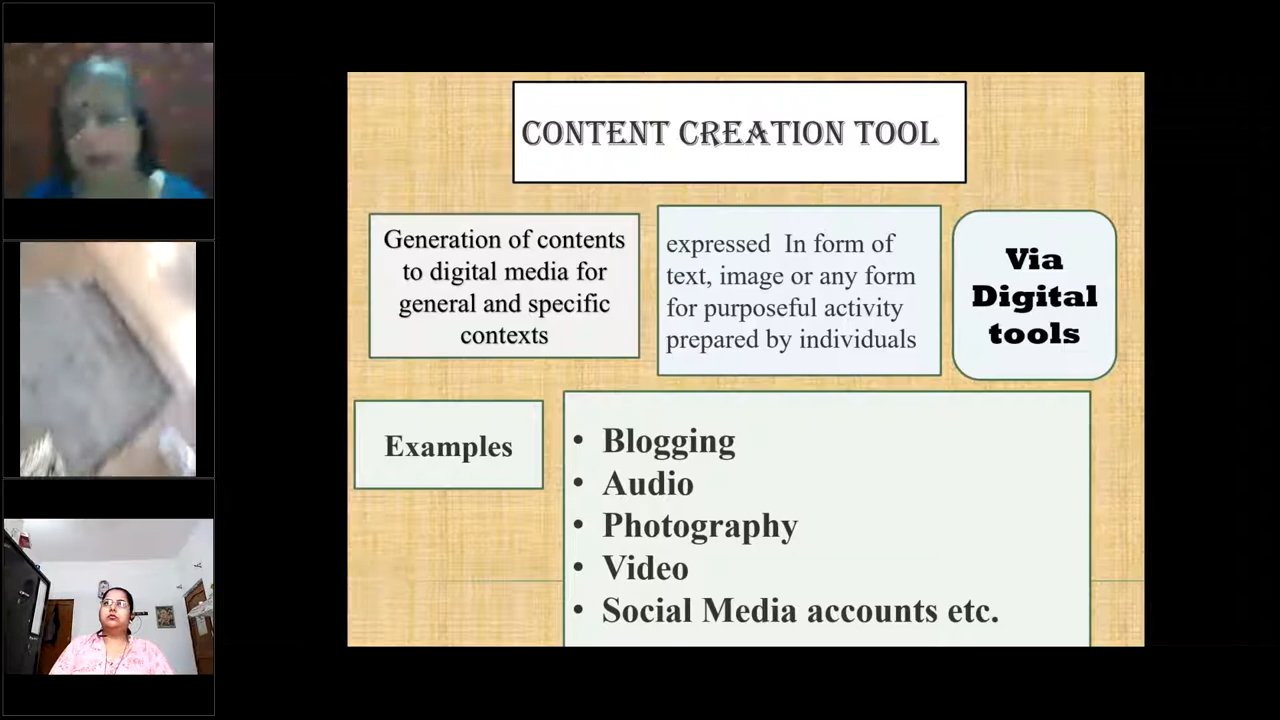 CONTENT CREATION TOOL
Generation of contents
to digital media for
general and specific
contexts
expressed In form of
text, image or any form
for purposeful activity
prepared by individuals
Via
Digital
tools
Examples
• Blogging
• Audio
• Photography
• Video
• Social Media accounts etc.